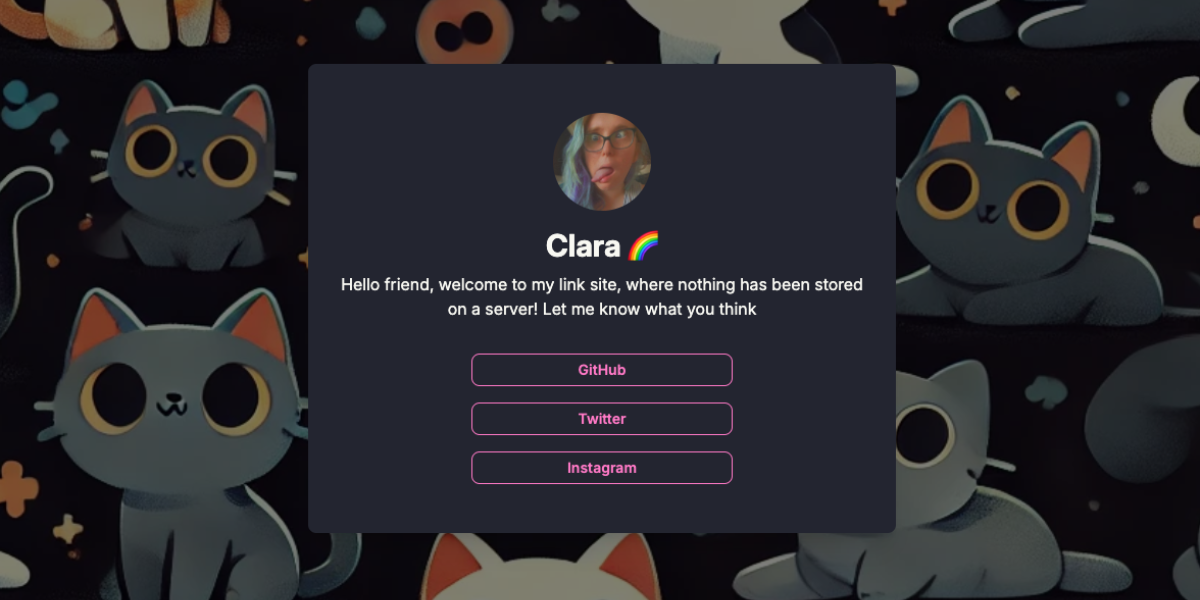 Clara 🌈
Hello friend, welcome to my link site, where nothing has been stored
on a server! Let me know what you think
GitHub
Twitter
Instagram